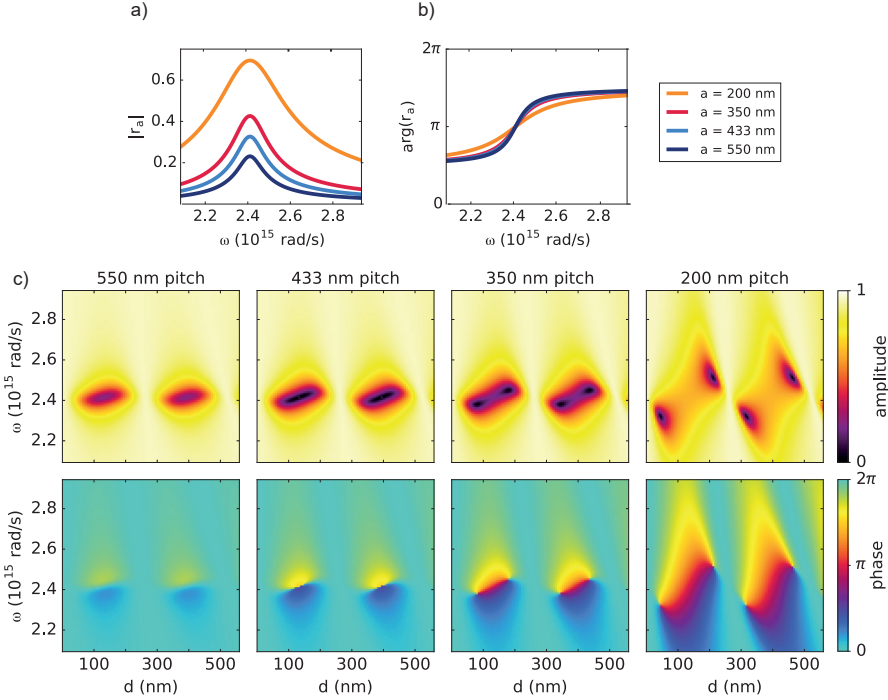 a)
b)
0.6
0.4
0.2
|r_a|
2.2 2.4 2.6 2.8
ω (10^15 rad/s)
2π
π
0
arg(r_a)
2.2 2.4 2.6 2.8
ω (10^15 rad/s)
a = 200 nm
a = 350 nm
a = 433 nm
a = 550 nm
c)
550 nm pitch 433 nm pitch 350 nm pitch 200 nm pitch
2.8
2.6
2.4
2.2
ω (10^15 rad/s)
1
0
amplitude
2.8
2.6
2.4
2.2
ω (10^15 rad/s)
2π
π
0
phase
100 300 500 100 300 500 100 300 500 100 300 500
d (nm) d (nm) d (nm) d (nm)